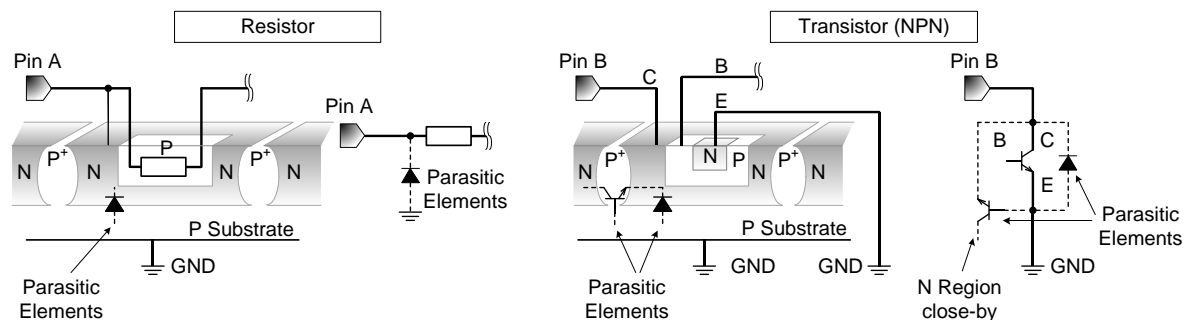 Resistor
Pin A
N
P+
N
P
N
P+
N
P Substrate
GND
Parasitic
Elements
Pin A
Parasitic
Elements
Transistor (NPN)
Pin B
C
B
E
N
P+
N
N
P
N
P+
N
P Substrate
GND
GND
Parasitic
Elements
Pin B
B
C
E
Parasitic
Elements
GND
N Region
close-by